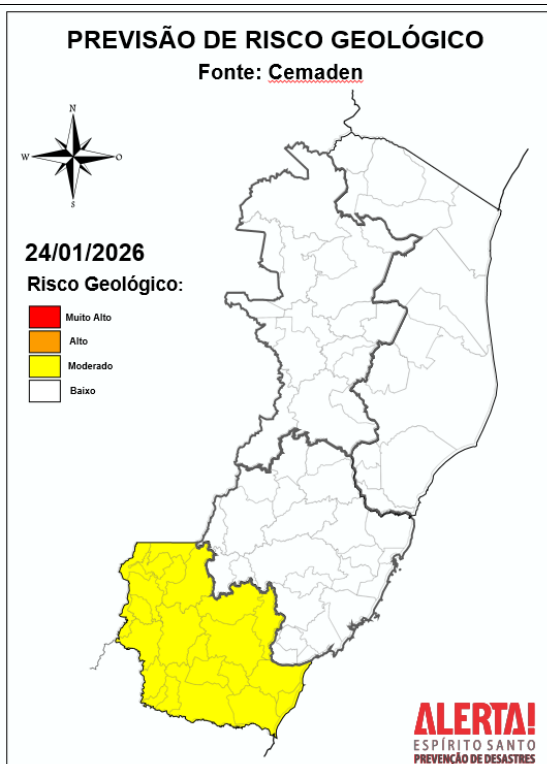 PREVISÃO DE RISCO GEOLÓGICO
Fonte: Cemaden
N
W
O
S
24/01/2026
Risco Geológico:
Muito Alto
Alto
Moderado
Baixo
ALERTA!
ESPÍRITO SANTO
PREVENÇÃO DE DESASTRES